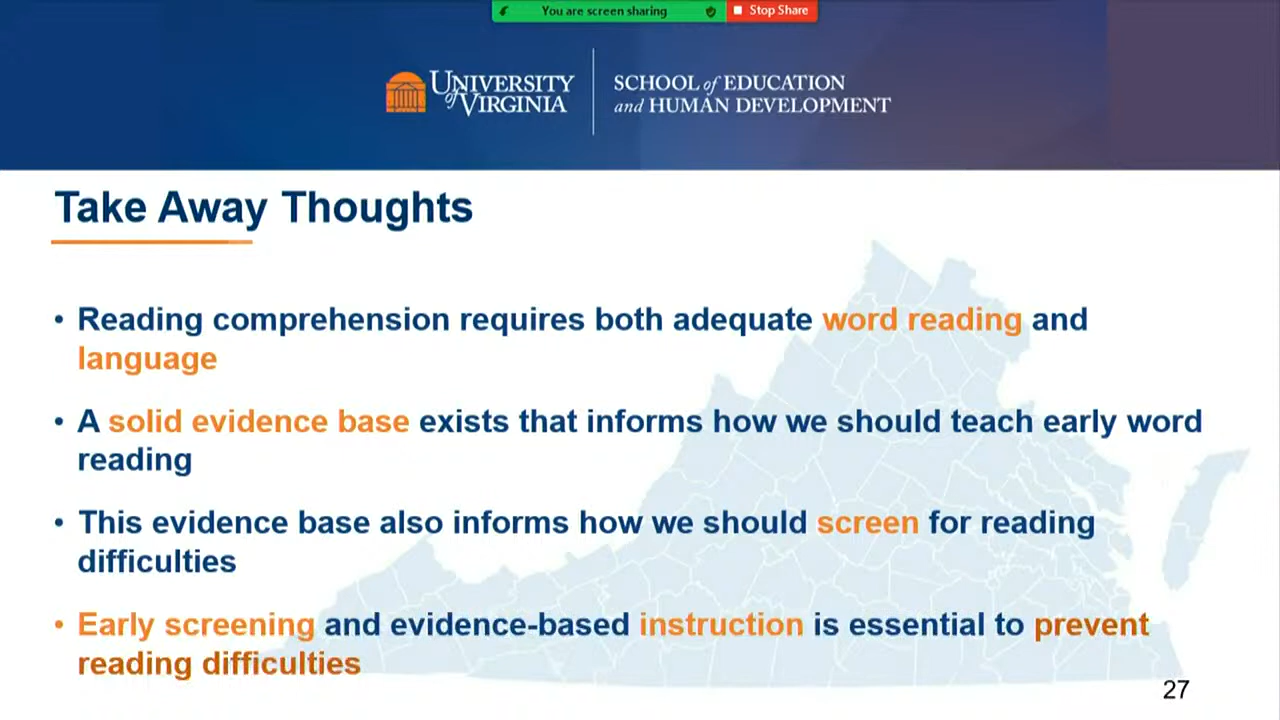 You are screen sharing Stop Share
UNIVERSITY of VIRGINIA
SCHOOL of EDUCATION
and HUMAN DEVELOPMENT
Take Away Thoughts
• Reading comprehension requires both adequate word reading and
language
• A solid evidence base exists that informs how we should teach early word
reading
• This evidence base also informs how we should screen for reading
difficulties
• Early screening and evidence-based instruction is essential to prevent
reading difficulties
27